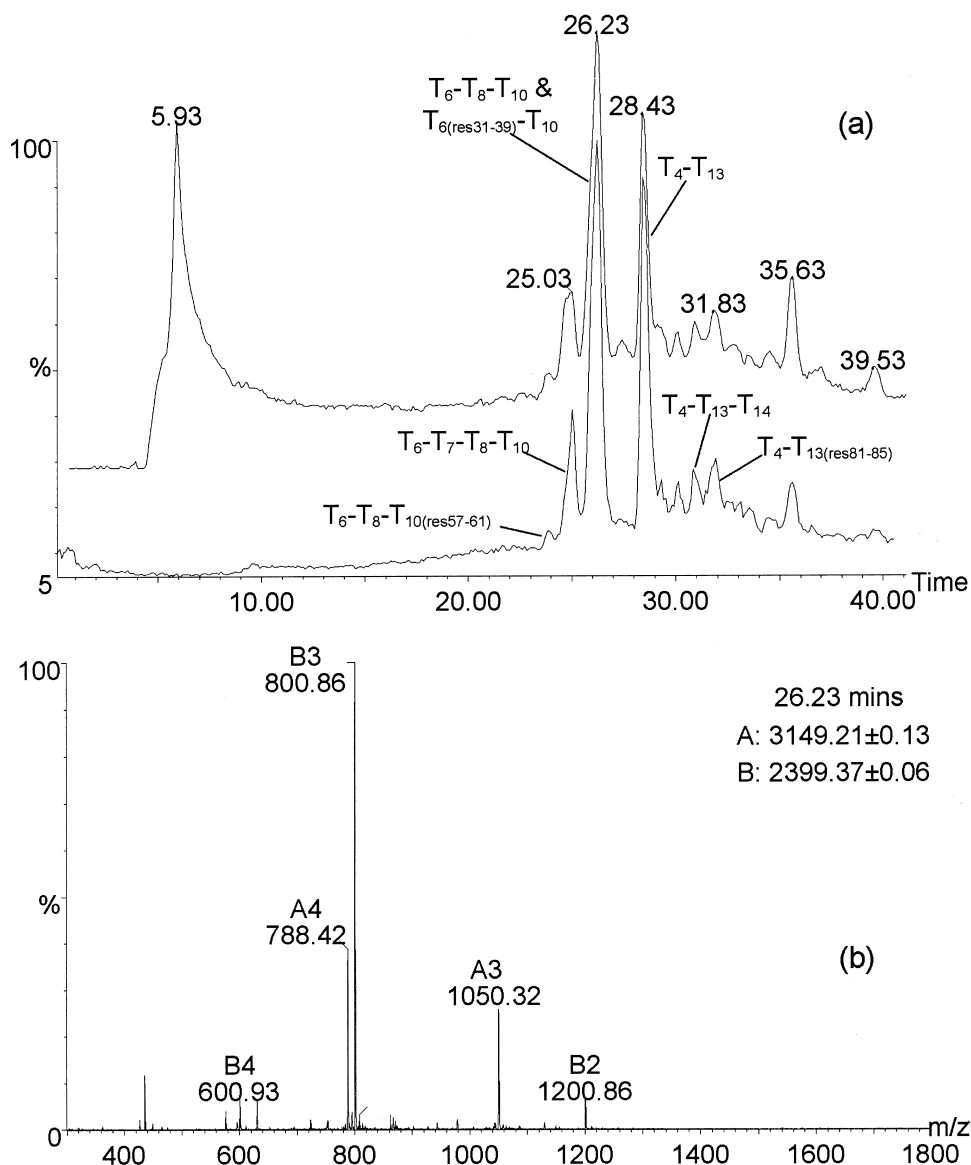 26.23
T6-T8-T10 &
T6(res31-39)-T10
5.93
28.43
(a)
100
T4-T13
25.03
31.83
35.63
%
39.53
T4-T13-T14
T6-T7-T8-T10
T4-T13(res81-85)
T6-T8-T10(res57-61)
5
10.00
20.00
30.00
40.00
Time
100
B3
800.86
26.23 mins
A: 3149.21±0.13
B: 2399.37±0.06
%
A4
788.42
(b)
A3
1050.32
B4
600.93
B2
1200.86
0
400
600
800
1000
1200
1400
1600
1800
m/z